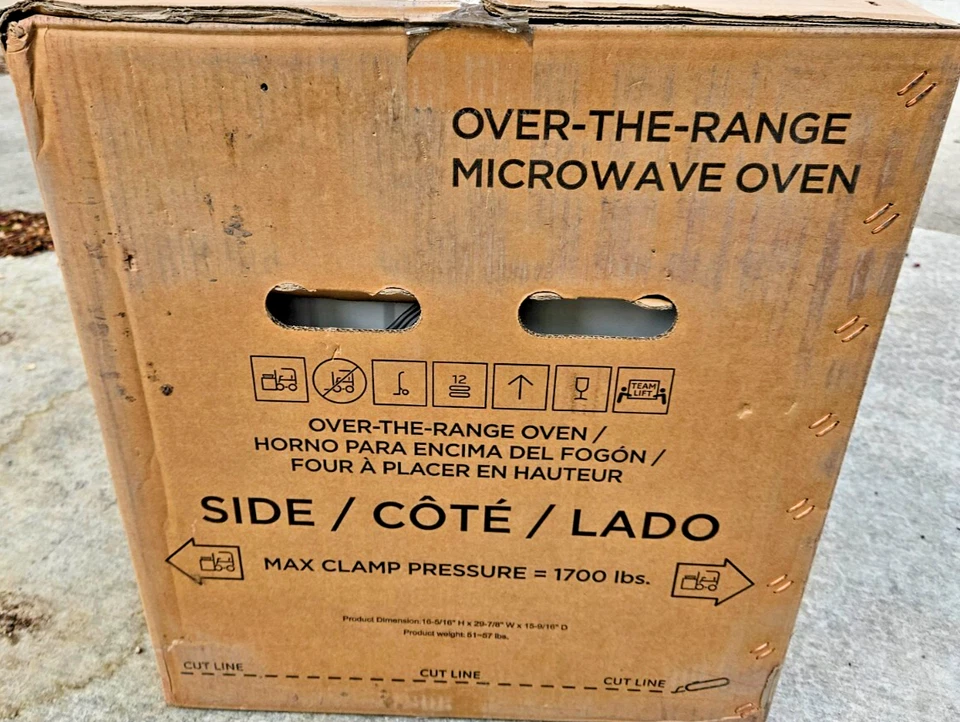 OVER-THE-RANGE
MICROWAVE OVEN
12
TEAM
LIFT
OVER-THE-RANGE OVEN /
HORNO PARA ENCIMA DEL FOGÓN /
FOUR À PLACER EN HAUTEUR
SIDE / CÔTÉ / LADO
MAX CLAMP PRESSURE = 1700 lbs.
Product Dimension: 16-5/16" H x 29-7/8" W x 15-9/16" D
Product weight: 51~57 lbs.
CUT LINE CUT LINE CUT LINE